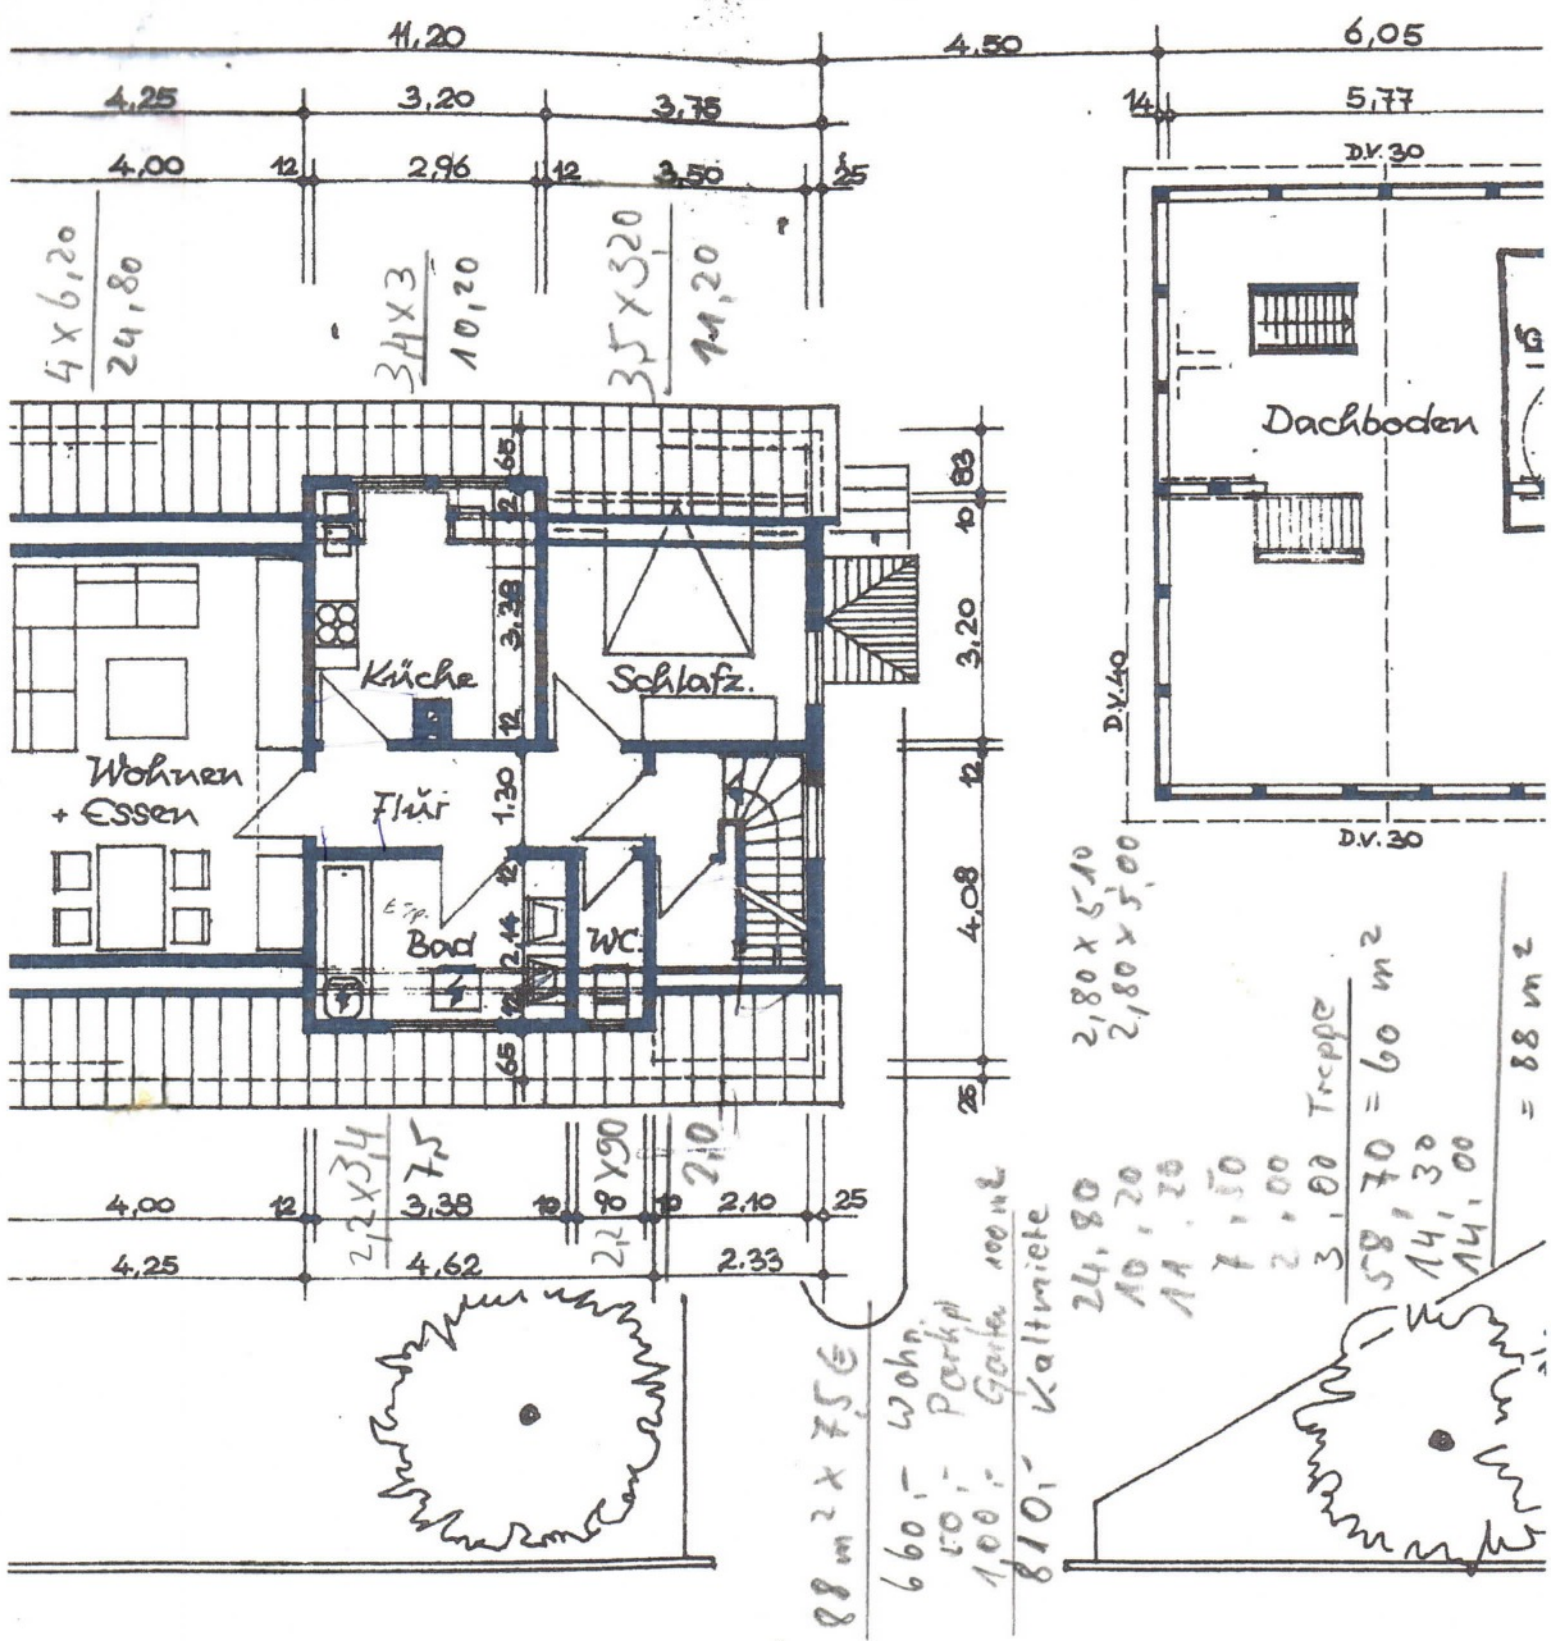 11,20
4,50
6,05
4,25
3,20
3,75
14
5,77
4,00
12
2,96
12
3,50
25
D.V.30
4 x 6,20
24,80
3,4 x 3
10,20
3,5 x 3,20
11,20
Dachboden
65
12
83
10
3,38
3,20
Küche
Schlafz.
12
D.V.40
Wohnen
+ Essen
Flur
1.30
12
D.V.30
12
4,08
Bad
2.14
WC.
12
65
25
2,80 x 5,10
2,80 x 5,00
2,2 x 3,4
7,5
2,2 x 90
2,0
4,00
12
3,38
10
90
10
2.10
25
4,25
4,62
2.33
24,80
10,20
11.20
7,50
2,00
3,00 Treppe
58,70 = 60 m²
14,30
14,00
= 88 m²
88 m² x 7,5 €
660,- Wohn.
50,- Parkpl
100,- Garten 100 m²
810,- Kaltmiete